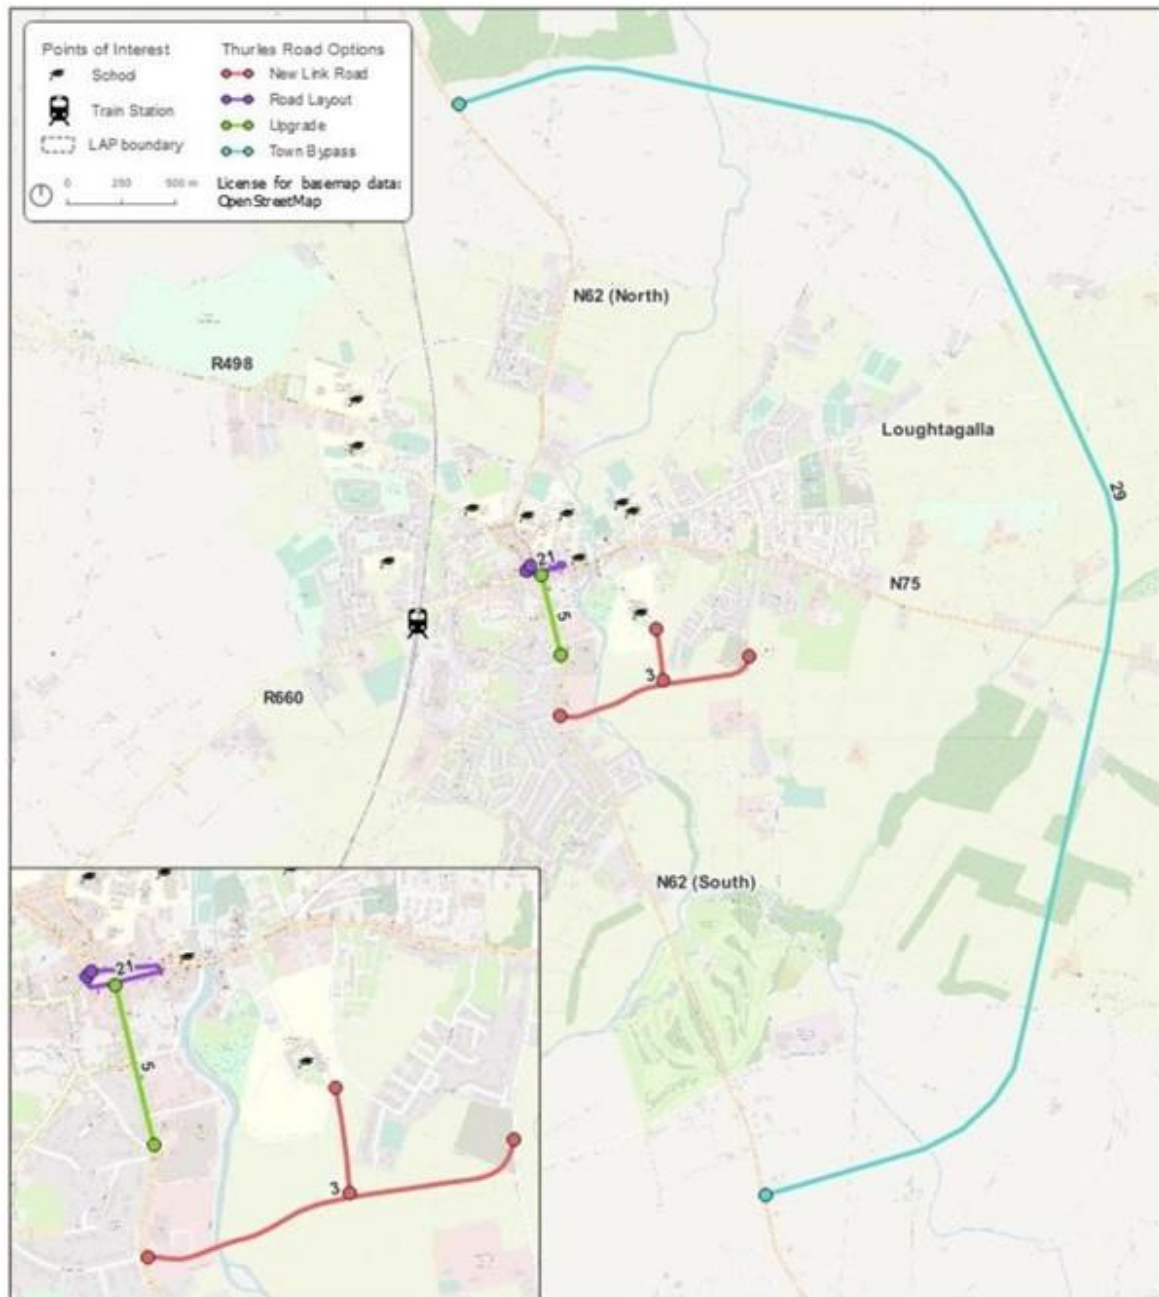 Points of Interest
School
Train Station
LAP boundary
Thurles Road Options
New Link Road
Road Layout
Upgrade
Town Bypass
0 250 500 m
License for basemap data:
OpenStreetMap
N62 (North)
R498
Loughtagalla
29
21
N75
5
3
R660
N62 (South)
21
5
3